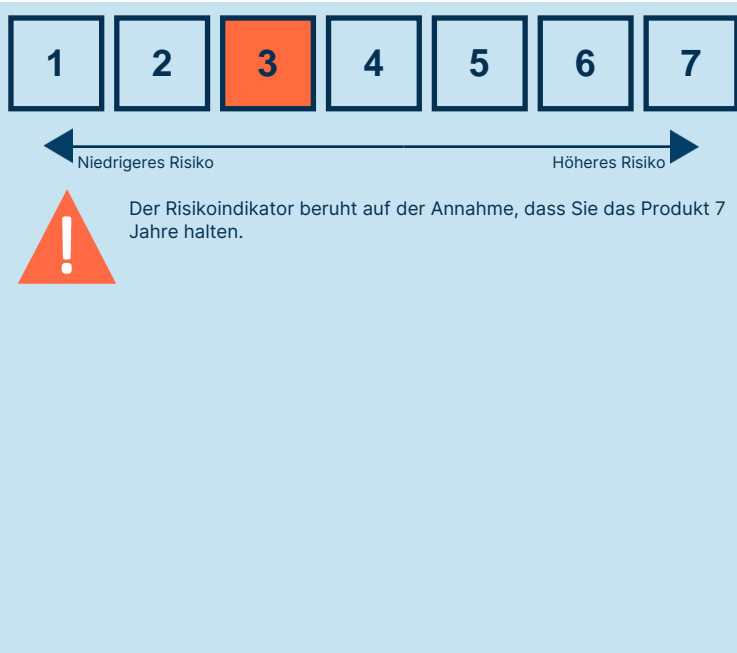 1 2 3 4 5 6 7
Niedrigeres Risiko Höheres Risiko
Der Risikoindikator beruht auf der Annahme, dass Sie das Produkt 7
Jahre halten.